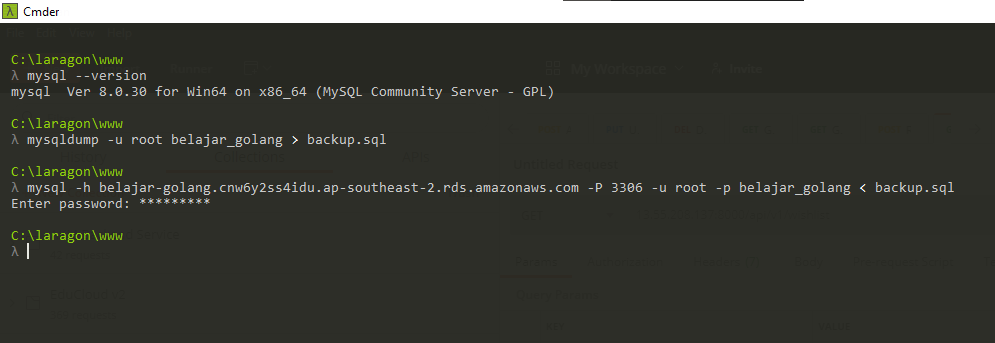 Cmder
C:\laragon\www
λ mysql --version
mysql  Ver 8.0.30 for Win64 on x86_64 (MySQL Community Server - GPL)
C:\laragon\www
λ mysqldump -u root belajar_golang > backup.sql
C:\laragon\www
λ mysql -h belajar-golang.cnw6y2ss4idu.ap-southeast-2.rds.amazonaws.com -P 3306 -u root -p belajar_golang < backup.sql
Enter password: *********
C:\laragon\www
λ
My Workspace